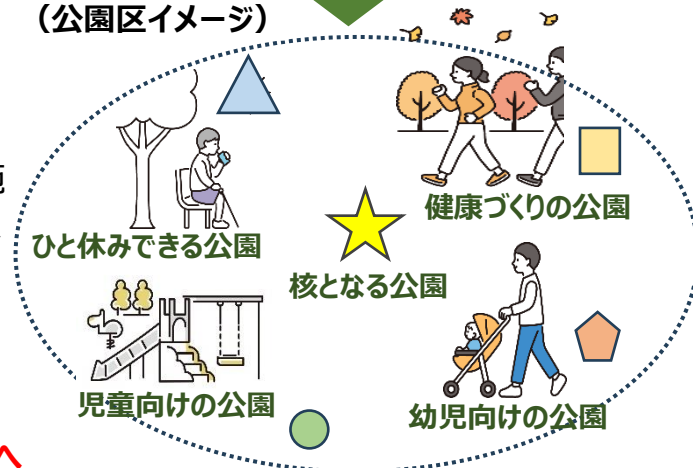 （公園区イメージ）
ひと休みできる公園
健康づくりの公園
核となる公園
児童向けの公園
幼児向けの公園
へ